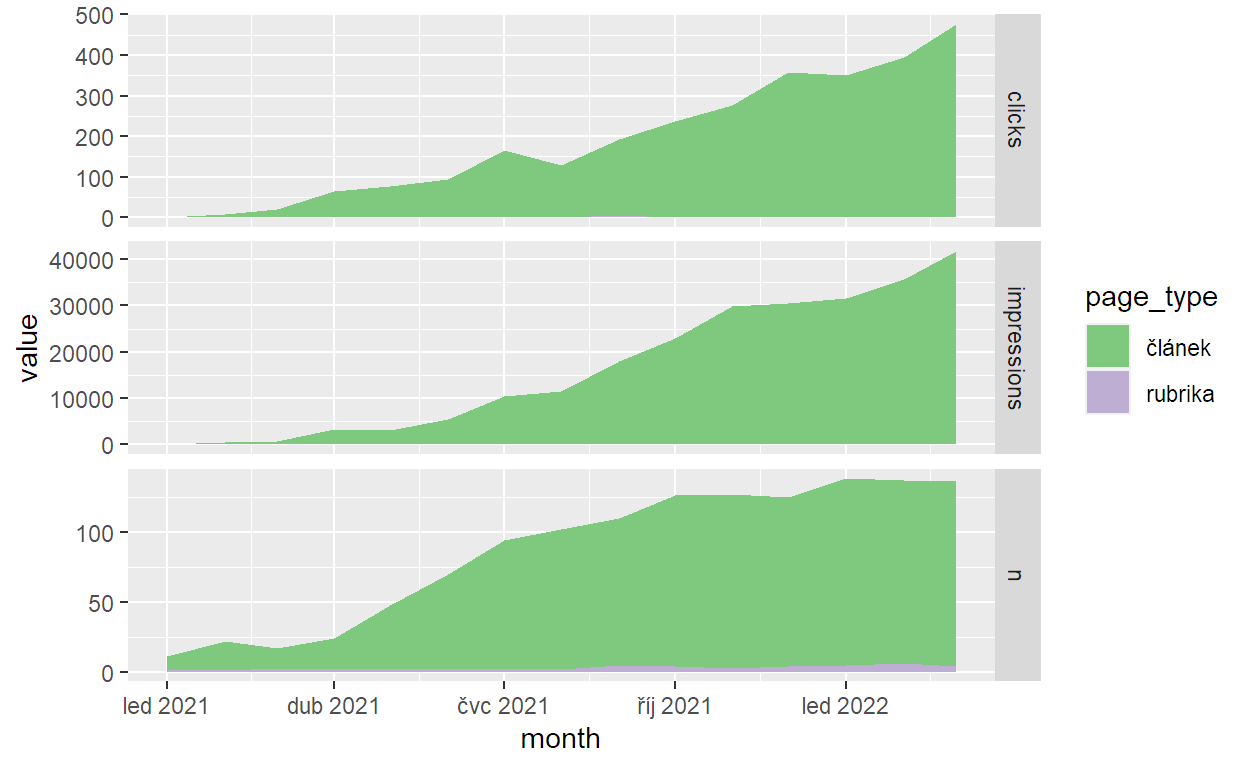 500
400
300
200
100
0
clicks
40000
30000
20000
10000
0
impressions
100
50
0
n
value
led 2021
dub 2021
čvc 2021
říj 2021
led 2022
month
page_type
článek
rubrika